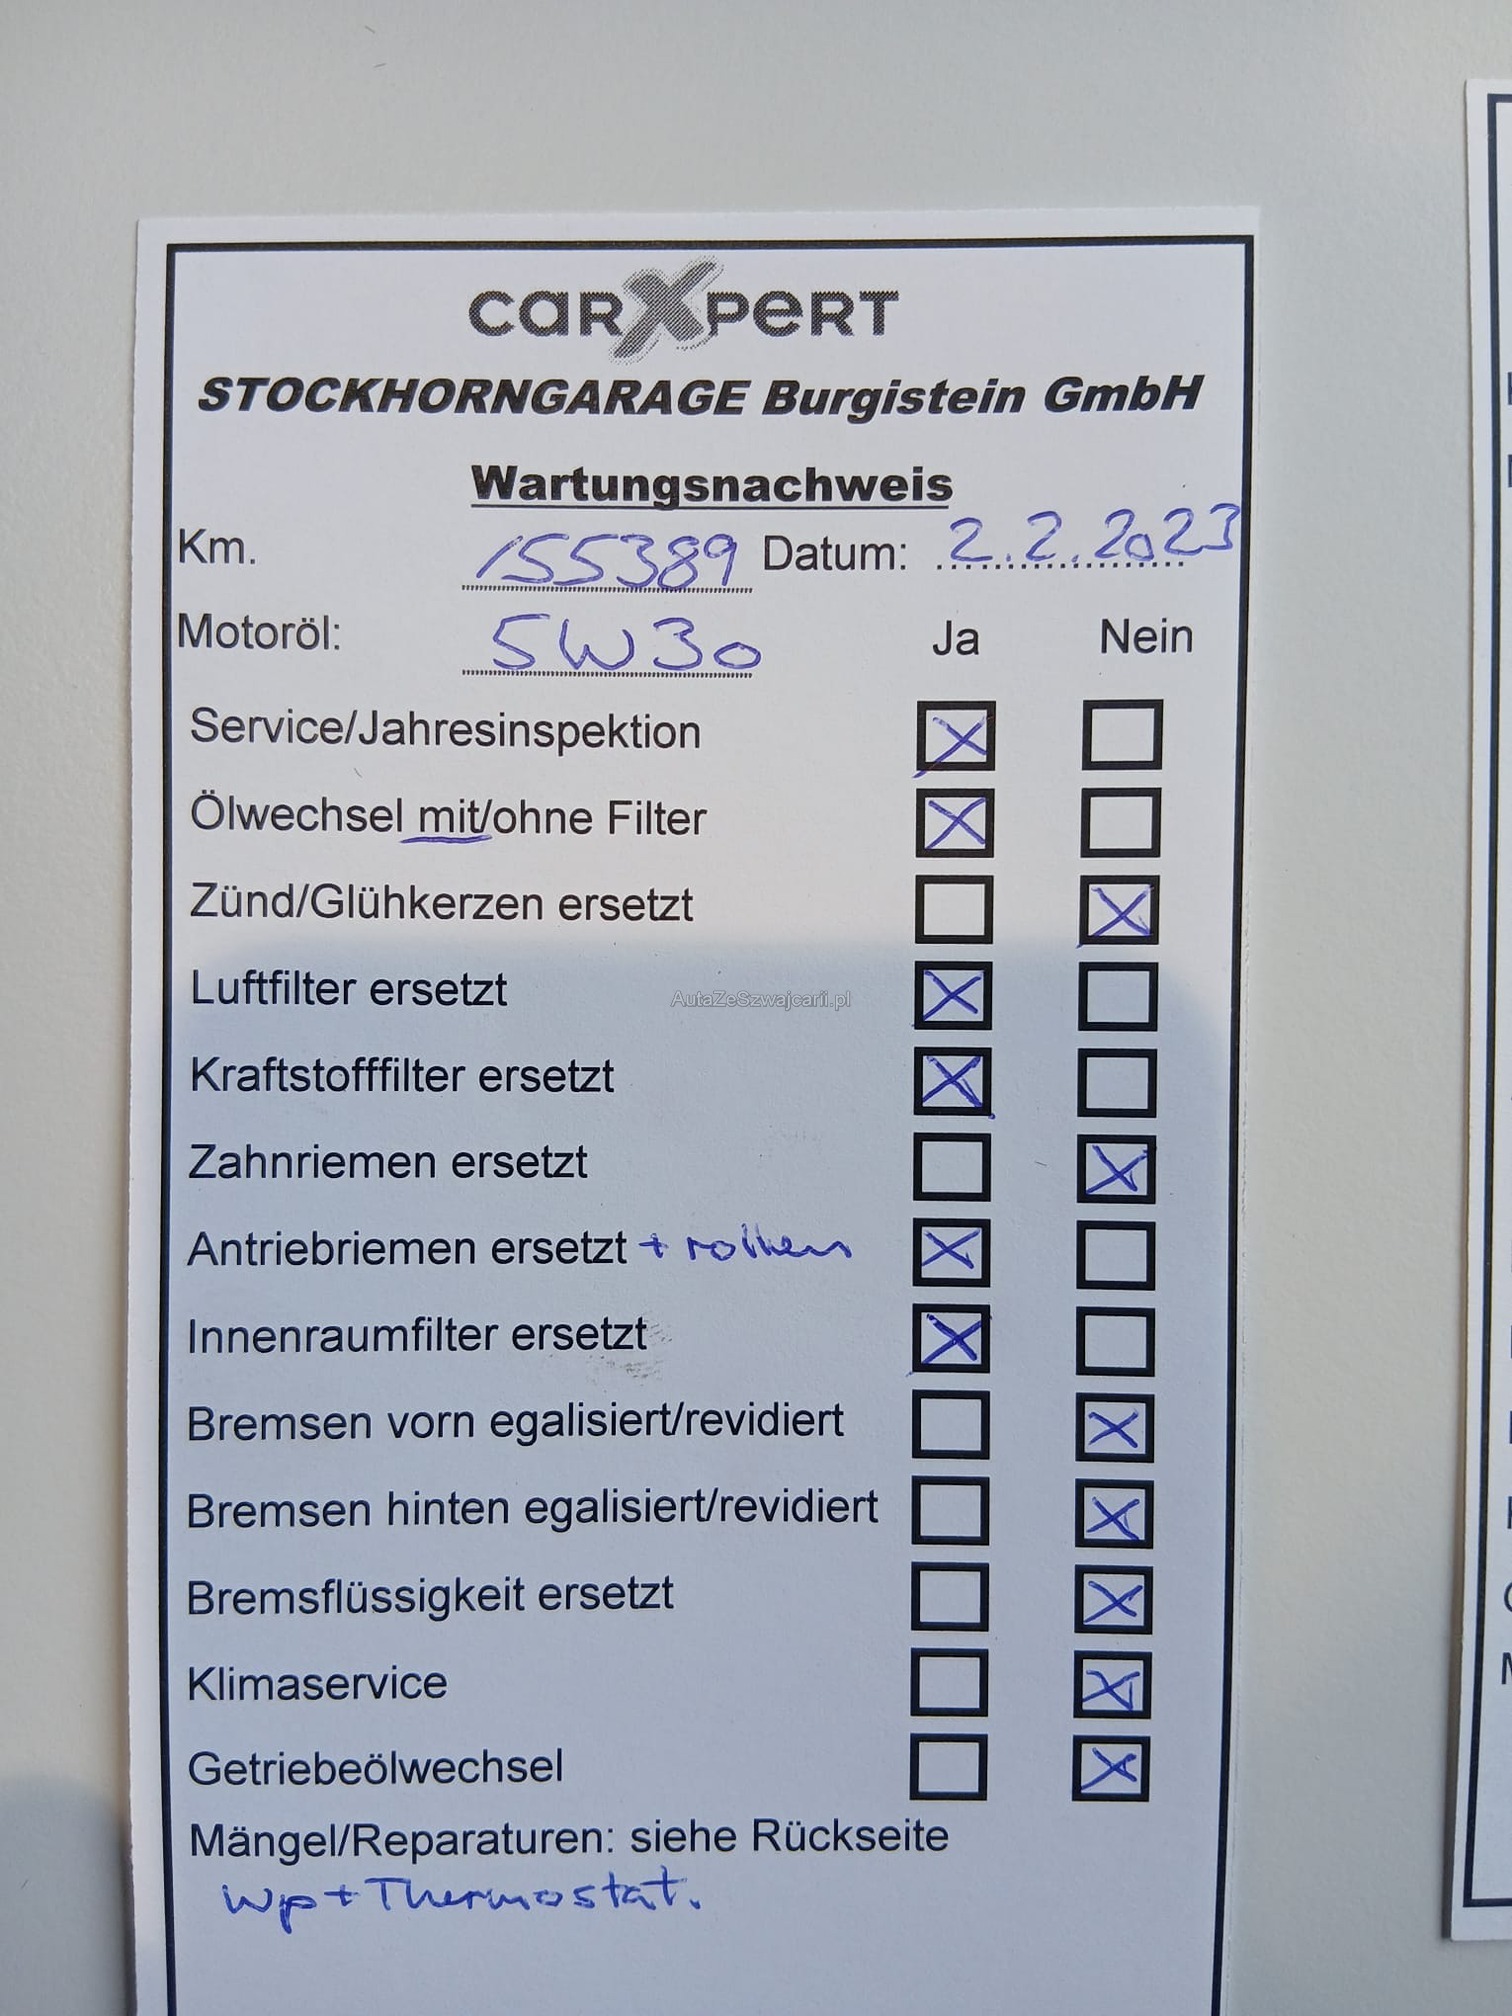 carXpert
STOCKHORNGARAGE Burgistein GmbH
Wartungsnachweis
Km. 155389 Datum: 2.2.2023
Motoröl: 5W30 Ja Nein
Service/Jahresinspektion
Ölwechsel mit/ohne Filter
Zünd/Glühkerzen ersetzt
Luftfilter ersetzt
AutaZeSzwajcarii.pl
Kraftstofffilter ersetzt
Zahnriemen ersetzt
Antriebriemen ersetzt + rollen
Innenraumfilter ersetzt
Bremsen vorn egalisiert/revidiert
Bremsen hinten egalisiert/revidiert
Bremsflüssigkeit ersetzt
Klimaservice
Getriebeölwechsel
Mängel/Reparaturen: siehe Rückseite
Wp + Thermostat.